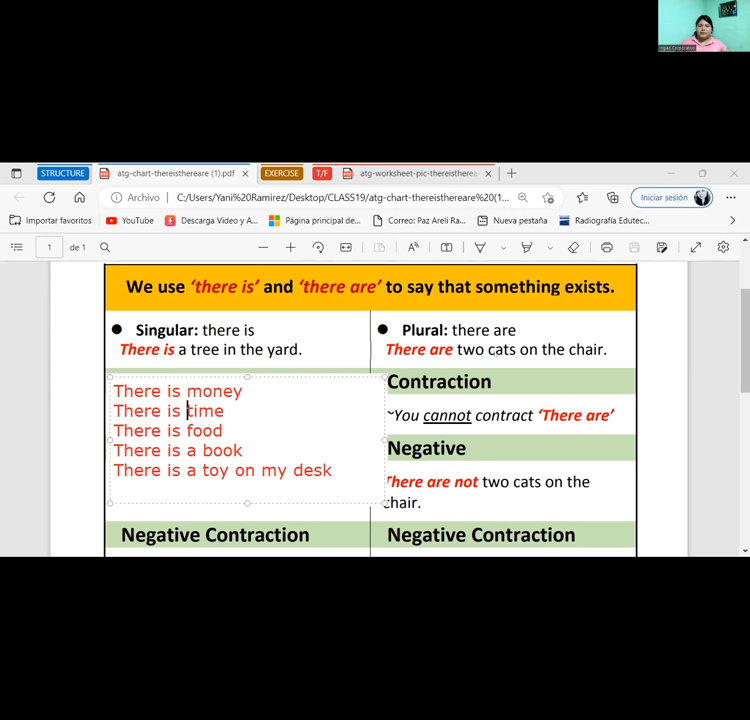 Inglés Corporativo
STRUCTURE
atg-chart-thereisthereare (1).pdf
EXERCISE
T/F
atg-worksheet-pic-thereistherea
Archivo
C:/Users/Yani%20Ramirez/Desktop/CLASS19/atg-chart-thereisthereare%20(1...
Iniciar sesión
Importar favoritos
YouTube
Descarga Video y A...
Página principal de...
Correo: Paz Areli Ra...
Nueva pestaña
Radiografía Edutec...
1
de 1
We use ‘there is’ and ‘there are’ to say that something exists.
Singular: there is
There is a tree in the yard.
There is money
There is time
There is food
There is a book
There is a toy on my desk
Negative Contraction
Plural: there are
There are two cats on the chair.
Contraction
~You cannot contract ‘There are’
Negative
There are not two cats on the
chair.
Negative Contraction